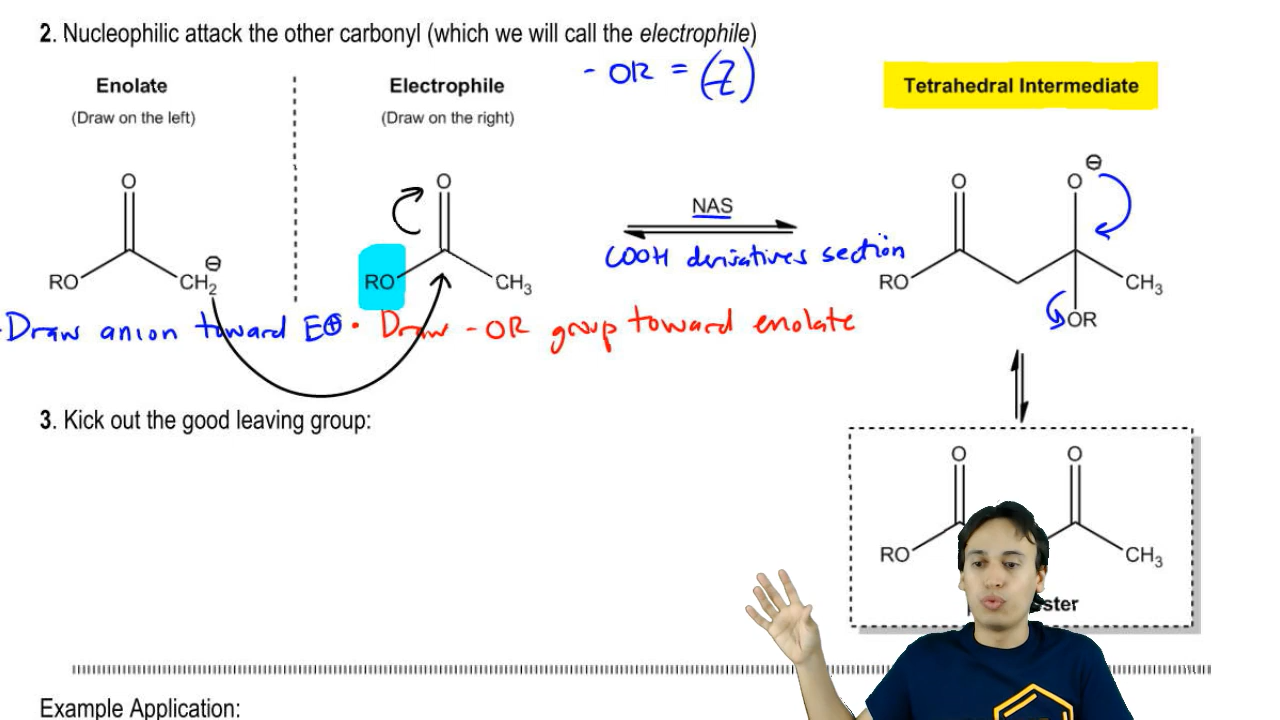 2. Nucleophilic attack the other carbonyl (which we will call the electrophile)
- OR = (-Z)
Enolate
(Draw on the left)
Electrophile
(Draw on the right)
Tetrahedral Intermediate
O
RO
CH2
⊖
O
RO
CH3
NAS
COOH derivatives section
O
RO
O
⊖
CH3
OR
Draw anion toward E⊕
• Draw -OR group toward enolate
3. Kick out the good leaving group:
O
O
RO
CH3
ster
Example Application: